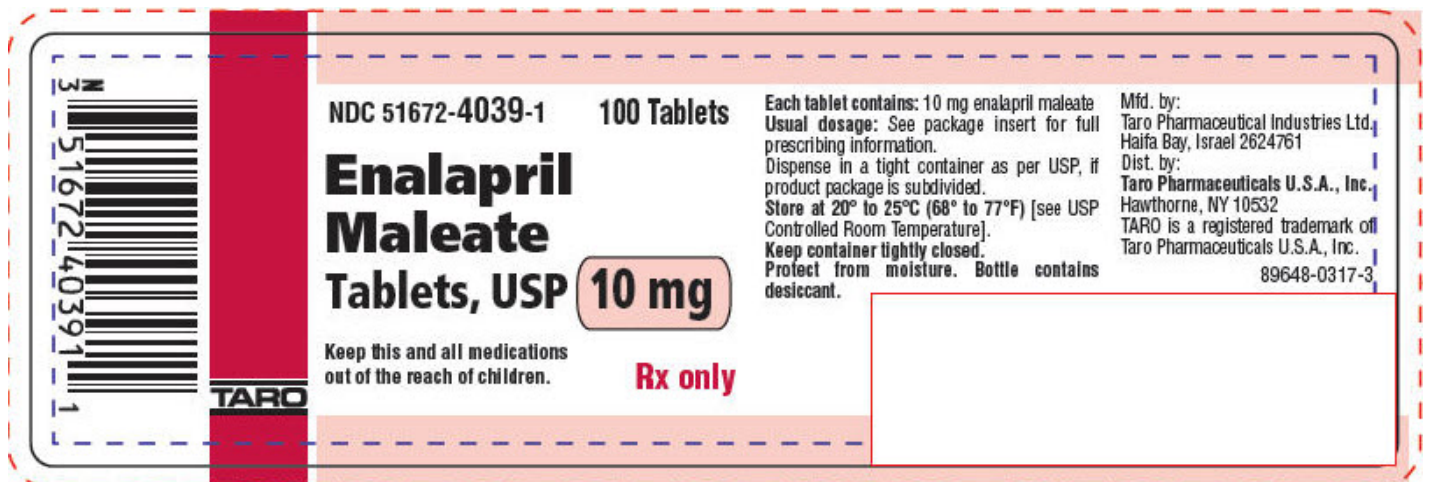 N
3 51672 40391 1
TARO
NDC 51672-4039-1 100 Tablets
Enalapril
Maleate
Tablets, USP 10 mg
Keep this and all medications
out of the reach of children.
Rx only
Each tablet contains: 10 mg enalapril maleate
Usual dosage: See package insert for full
prescribing information.
Dispense in a tight container as per USP, if
product package is subdivided.
Store at 20° to 25°C (68° to 77°F) [see USP
Controlled Room Temperature].
Keep container tightly closed.
Protect from moisture. Bottle contains
desiccant.
Mfd. by:
Taro Pharmaceutical Industries Ltd.
Haifa Bay, Israel 2624761
Dist. by:
Taro Pharmaceuticals U.S.A., Inc.
Hawthorne, NY 10532
TARO is a registered trademark of
Taro Pharmaceuticals U.S.A., Inc.
89648-0317-3